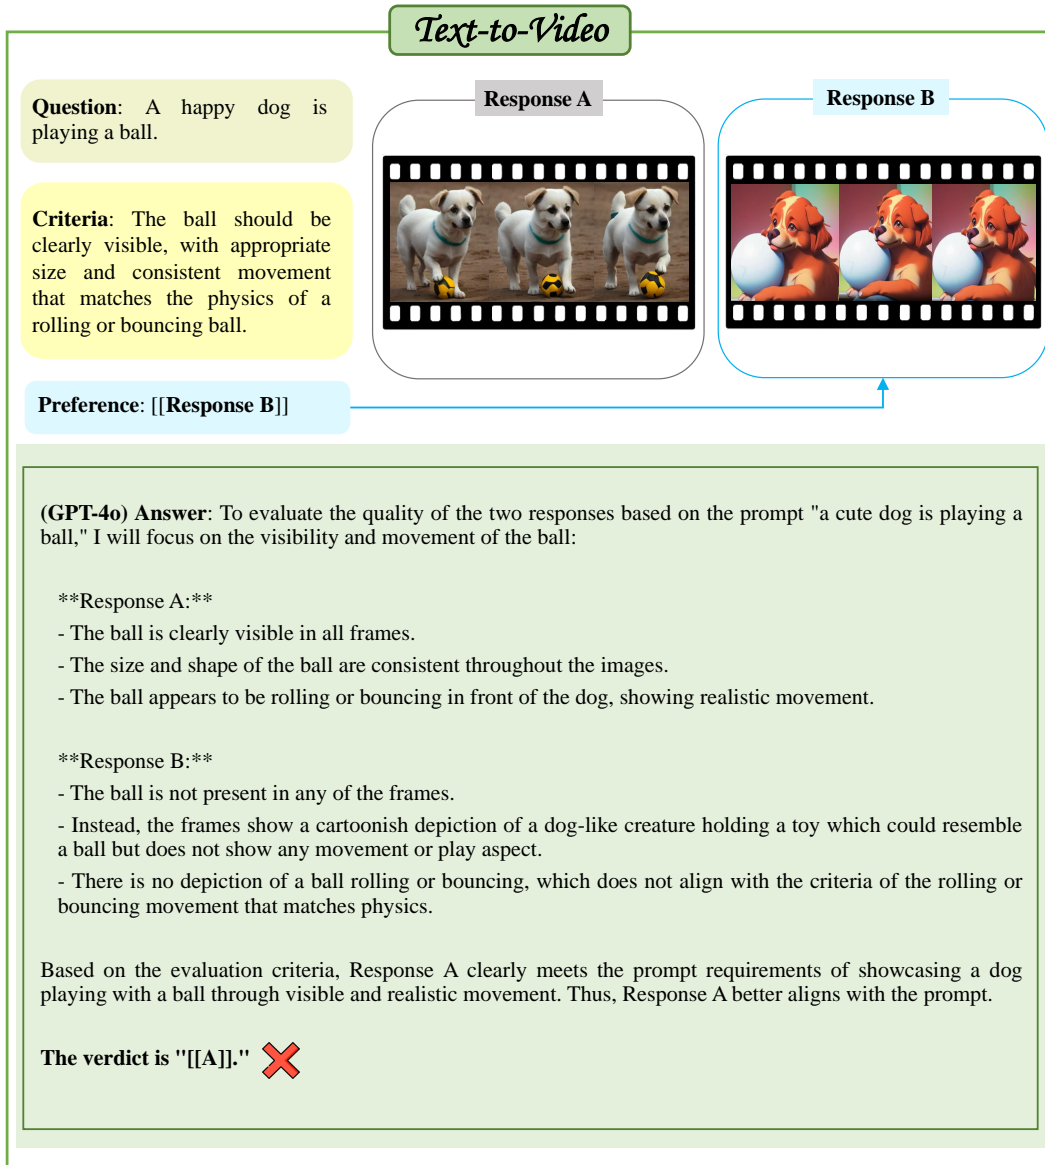 Text-to-Video
Question: A happy dog is
playing a ball.
Criteria: The ball should be
clearly visible, with appropriate
size and consistent movement
that matches the physics of a
rolling or bouncing ball.
Preference: [[Response B]]
Response A
Response B
(GPT-4o) Answer: To evaluate the quality of the two responses based on the prompt "a cute dog is playing a
ball," I will focus on the visibility and movement of the ball:
**Response A:**
- The ball is clearly visible in all frames.
- The size and shape of the ball are consistent throughout the images.
- The ball appears to be rolling or bouncing in front of the dog, showing realistic movement.
**Response B:**
- The ball is not present in any of the frames.
- Instead, the frames show a cartoonish depiction of a dog-like creature holding a toy which could resemble
a ball but does not show any movement or play aspect.
- There is no depiction of a ball rolling or bouncing, which does not align with the criteria of the rolling or
bouncing movement that matches physics.
Based on the evaluation criteria, Response A clearly meets the prompt requirements of showcasing a dog
playing with a ball through visible and realistic movement. Thus, Response A better aligns with the prompt.
The verdict is "[[A]]."